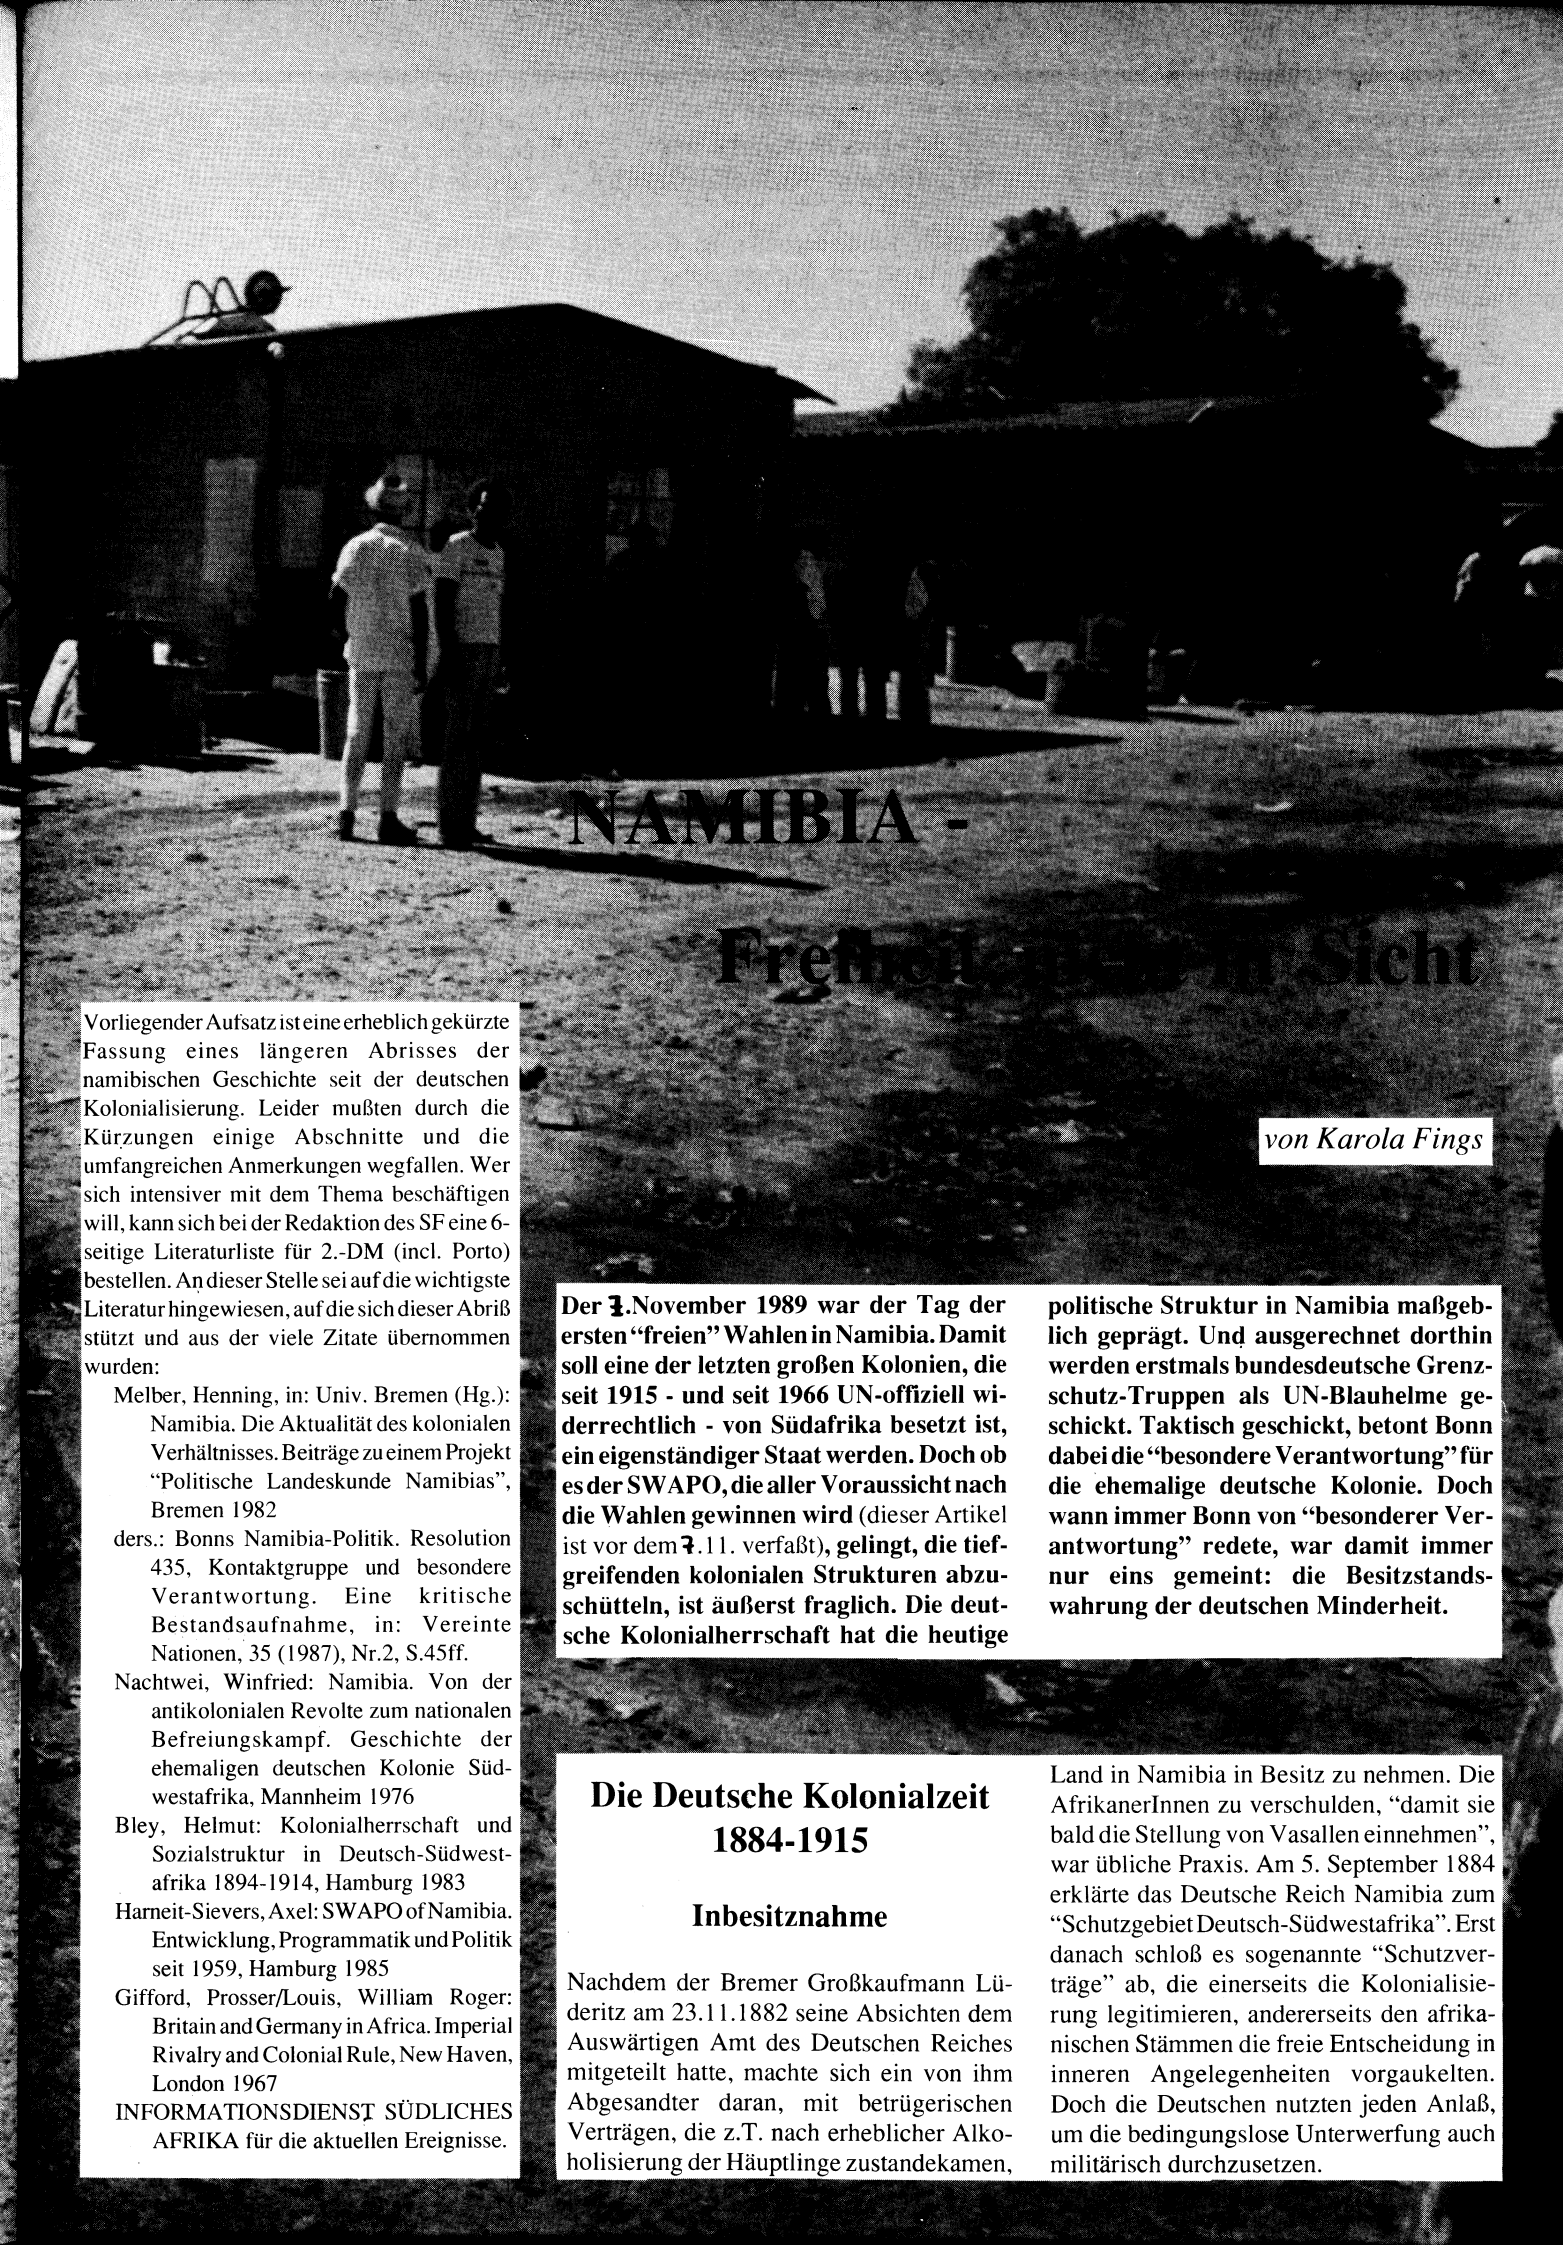 NAMIBIA -
Freiheit nicht in Sicht
von Karola Fings
Vorliegender Aufsatz ist eine erheblich gekürzte
Fassung eines längeren Abrisses der
namibischen Geschichte seit der deutschen
Kolonialisierung. Leider mußten durch die
Kürzungen einige Abschnitte und die
umfangreichen Anmerkungen wegfallen. Wer
sich intensiver mit dem Thema beschäftigen
will, kann sich bei der Redaktion des SF eine 6-
seitige Literaturliste für 2.-DM (incl. Porto)
bestellen. An dieser Stelle sei auf die wichtigste
Literatur hingewiesen, auf die sich dieser Abriß
stützt und aus der viele Zitate übernommen
wurden:
Melber, Henning, in: Univ. Bremen (Hg.):
Namibia. Die Aktualität des kolonialen
Verhältnisses. Beiträge zu einem Projekt
“Politische Landeskunde Namibias”,
Bremen 1982
ders.: Bonns Namibia-Politik. Resolution
435, Kontaktgruppe und besondere
Verantwortung. Eine kritische
Bestandsaufnahme, in: Vereinte
Nationen, 35 (1987), Nr.2, S.45ff.
Nachtwei, Winfried: Namibia. Von der
antikolonialen Revolte zum nationalen
Befreiungskampf. Geschichte der
ehemaligen deutschen Kolonie Süd-
westafrika, Mannheim 1976
Bley, Helmut: Kolonialherrschaft und
Sozialstruktur in Deutsch-Südwest-
afrika 1894-1914, Hamburg 1983
Harneit-Sievers, Axel: SWAPO of Namibia.
Entwicklung, Programmatik und Politik
seit 1959, Hamburg 1985
Gifford, Prosser/Louis, William Roger:
Britain and Germany in Africa. Imperial
Rivalry and Colonial Rule, New Haven,
London 1967
INFORMATIONSDIENST SÜDLICHES
AFRIKA für die aktuellen Ereignisse.
Der 7.November 1989 war der Tag der
ersten “freien” Wahlen in Namibia. Damit
soll eine der letzten großen Kolonien, die
seit 1915 - und seit 1966 UN-offiziell wi-
derrechtlich - von Südafrika besetzt ist,
ein eigenständiger Staat werden. Doch ob
es der SWAPO, die aller Voraussicht nach
die Wahlen gewinnen wird (dieser Artikel
ist vor dem 7.11. verfaßt), gelingt, die tief-
greifenden kolonialen Strukturen abzu-
schütteln, ist äußerst fraglich. Die deut-
sche Kolonialherrschaft hat die heutige
politische Struktur in Namibia maßgeb-
lich geprägt. Und ausgerechnet dorthin
werden erstmals bundesdeutsche Grenz-
schutz-Truppen als UN-Blauhelme ge-
schickt. Taktisch geschickt, betont Bonn
dabei die “besondere Verantwortung” für
die ehemalige deutsche Kolonie. Doch
wann immer Bonn von “besonderer Ver-
antwortung” redete, war damit immer
nur eins gemeint: die Besitzstands-
wahrung der deutschen Minderheit.
Die Deutsche Kolonialzeit
1884-1915
Inbesitznahme
Nachdem der Bremer Großkaufmann Lü-
deritz am 23.11.1882 seine Absichten dem
Auswärtigen Amt des Deutschen Reiches
mitgeteilt hatte, machte sich ein von ihm
Abgesandter daran, mit betrügerischen
Verträgen, die z.T. nach erheblicher Alko-
holisierung der Häuptlinge zustandekamen,
Land in Namibia in Besitz zu nehmen. Die
AfrikanerInnen zu verschulden, “damit sie
bald die Stellung von Vasallen einnehmen”,
war übliche Praxis. Am 5. September 1884
erklärte das Deutsche Reich Namibia zum
“Schutzgebiet Deutsch-Südwestafrika”. Erst
danach schloß es sogenannte “Schutzver-
träge” ab, die einerseits die Kolonialisie-
rung legitimieren, andererseits den afrika-
nischen Stämmen die freie Entscheidung in
inneren Angelegenheiten vorgaukelten.
Doch die Deutschen nutzten jeden Anlaß,
um die bedingungslose Unterwerfung auch
militärisch durchzusetzen.